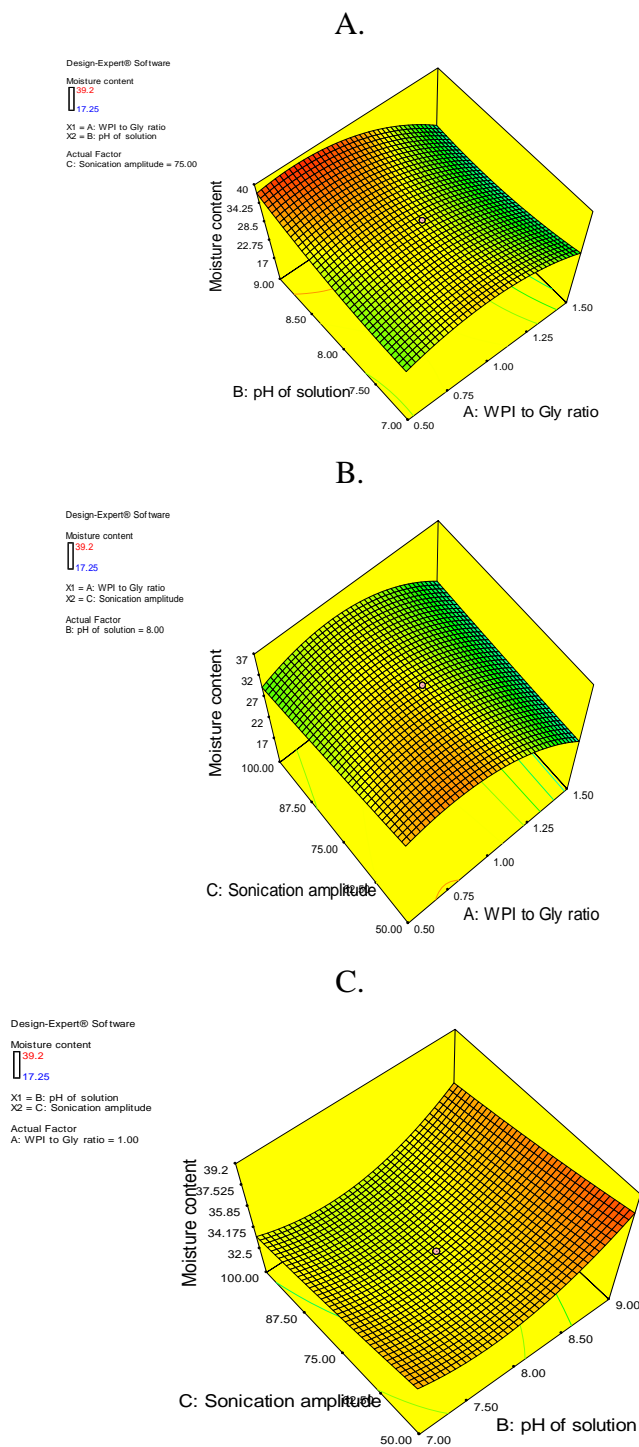 A.
Design-Expert® Software
Moisture content
39.2
17.25
X1 = A: WPI to Gly ratio
X2 = B: pH of solution
Actual Factor
C: Sonication amplitude = 75.00
40
34.25
28.5
22.75
17
Moisture content
9.00
8.50
8.00
7.50
7.00
B: pH of solution
0.50
0.75
1.00
1.25
1.50
A: WPI to Gly ratio
B.
Design-Expert® Software
Moisture content
39.2
17.25
X1 = A: WPI to Gly ratio
X2 = C: Sonication amplitude
Actual Factor
B: pH of solution = 8.00
37
32
27
22
17
Moisture content
100.00
87.50
75.00
50.00
C: Sonication amplitude
0.50
0.75
1.00
1.25
1.50
A: WPI to Gly ratio
C.
Design-Expert® Software
Moisture content
39.2
17.25
X1 = B: pH of solution
X2 = C: Sonication amplitude
Actual Factor
A: WPI to Gly ratio = 1.00
39.2
37.525
35.85
34.175
32.5
Moisture content
100.00
87.50
75.00
50.00
C: Sonication amplitude
7.00
7.50
8.00
8.50
9.00
B: pH of solution